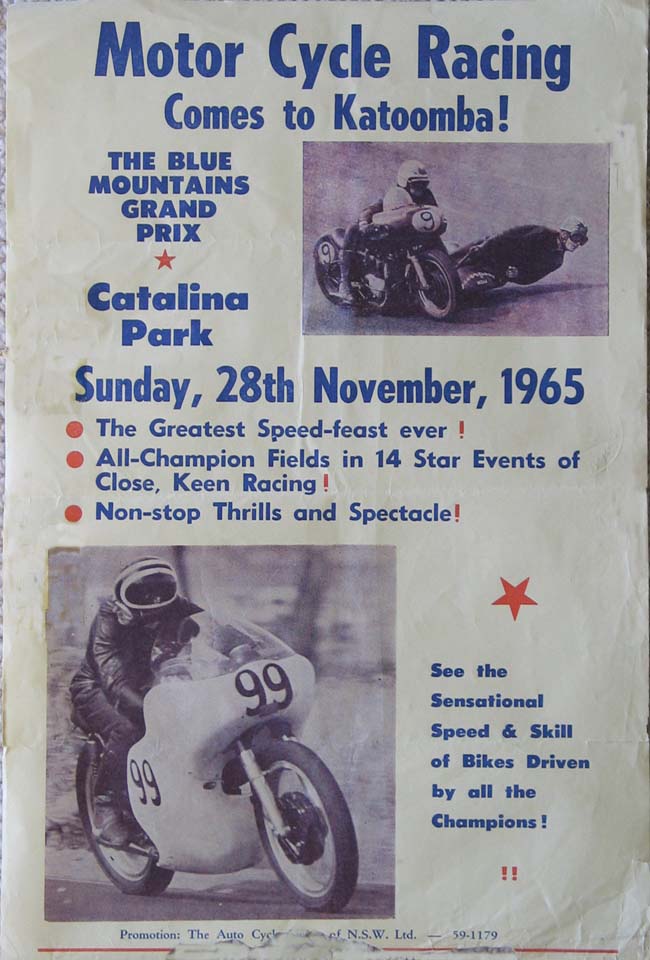 Motor Cycle Racing
Comes to Katoomba!
THE BLUE
MOUNTAINS
GRAND
PRIX
Catalina
Park
9
9
Sunday, 28th November, 1965
The Greatest Speed-feast ever !
All-Champion Fields in 14 Star Events of
Close, Keen Racing !
Non-stop Thrills and Spectacle!
99
99
See the
Sensational
Speed & Skill
of Bikes Driven
by all the
Champions !
!!
Promotion: The Auto of N.S.W. Ltd. — 59-1179